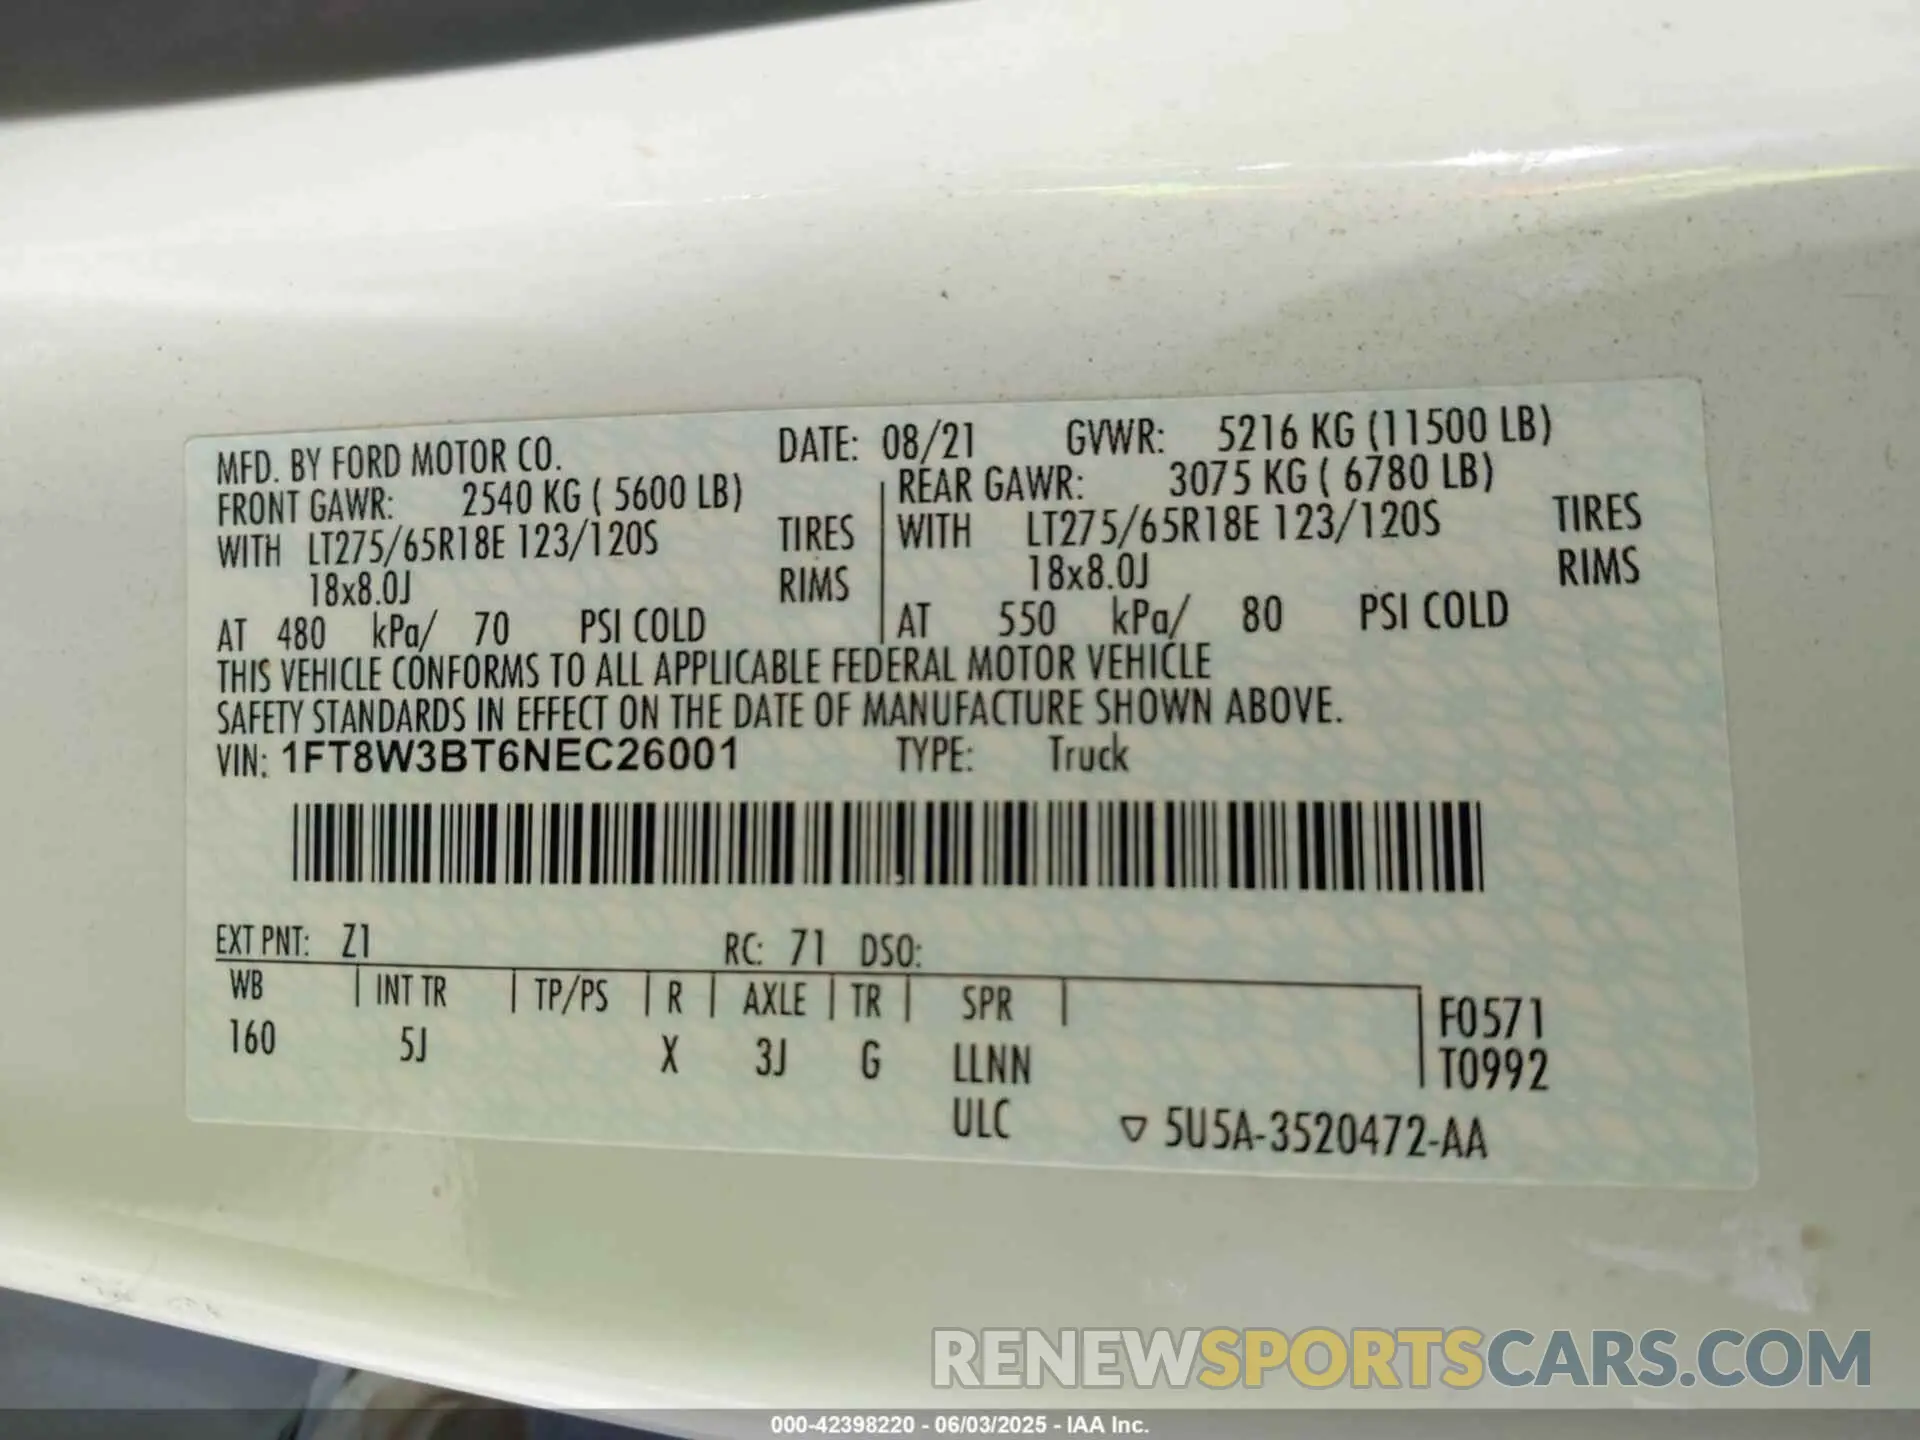 MFD. BY FORD MOTOR CO. DATE: 08/21 GVWR: 5216 KG (11500 LB)
FRONT GAWR: 2540 KG ( 5600 LB) REAR GAWR: 3075 KG ( 6780 LB)
WITH LT275/65R18E 123/120S TIRES WITH LT275/65R18E 123/120S TIRES
18x8.0J RIMS 18x8.0J RIMS
AT 480 kPa/ 70 PSI COLD AT 550 kPa/ 80 PSI COLD
THIS VEHICLE CONFORMS TO ALL APPLICABLE FEDERAL MOTOR VEHICLE
SAFETY STANDARDS IN EFFECT ON THE DATE OF MANUFACTURE SHOWN ABOVE.
VIN: 1FT8W3BT6NEC26001 TYPE: Truck
EXT PNT: Z1 RC: 71 DSO:
WB INT TR TP/PS R AXLE TR SPR F0571
160 5J X 3J G LLNN T0992
ULC 5U5A-3520472-AA
RENEWSPORTSCARS.COM
000-42398220 - 06/03/2025 - IAA Inc.